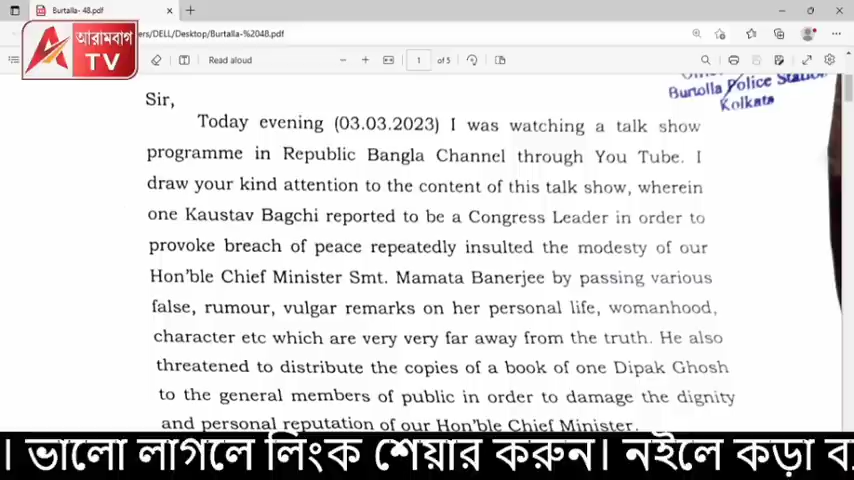 Burtalla- 48.pdf
ers/DELL/Desktop/Burtalla-%2048.pdf
আরামবাগ
TV
Read aloud
1
of 5
Burtolla Police Station
Kolkata
Sir,
Today evening (03.03.2023) I was watching a talk show
programme in Republic Bangla Channel through You Tube. I
draw your kind attention to the content of this talk show, wherein
one Kaustav Bagchi reported to be a Congress Leader in order to
provoke breach of peace repeatedly insulted the modesty of our
Hon'ble Chief Minister Smt. Mamata Banerjee by passing various
false, rumour, vulgar remarks on her personal life, womanhood,
character etc which are very very far away from the truth. He also
threatened to distribute the copies of a book of one Dipak Ghosh
to the general members of public in order to damage the dignity
and personal reputation of our Hon'ble Chief Minister.
। ভালো লাগলে লিংক শেয়ার করুন। নইলে কড়া